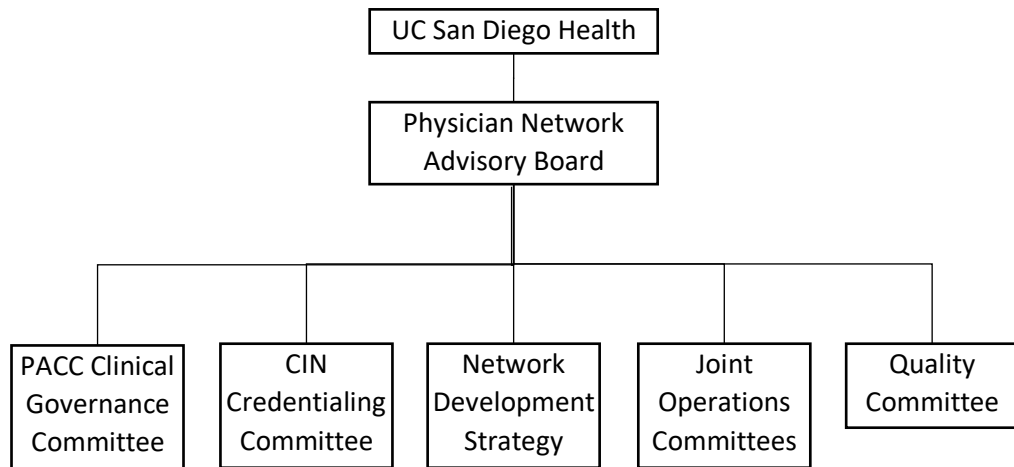 UC San Diego Health
Physician Network
Advisory Board
PACC Clinical
Governance
Committee
CIN
Credentialing
Committee
Network
Development
Strategy
Joint
Operations
Committees
Quality
Committee